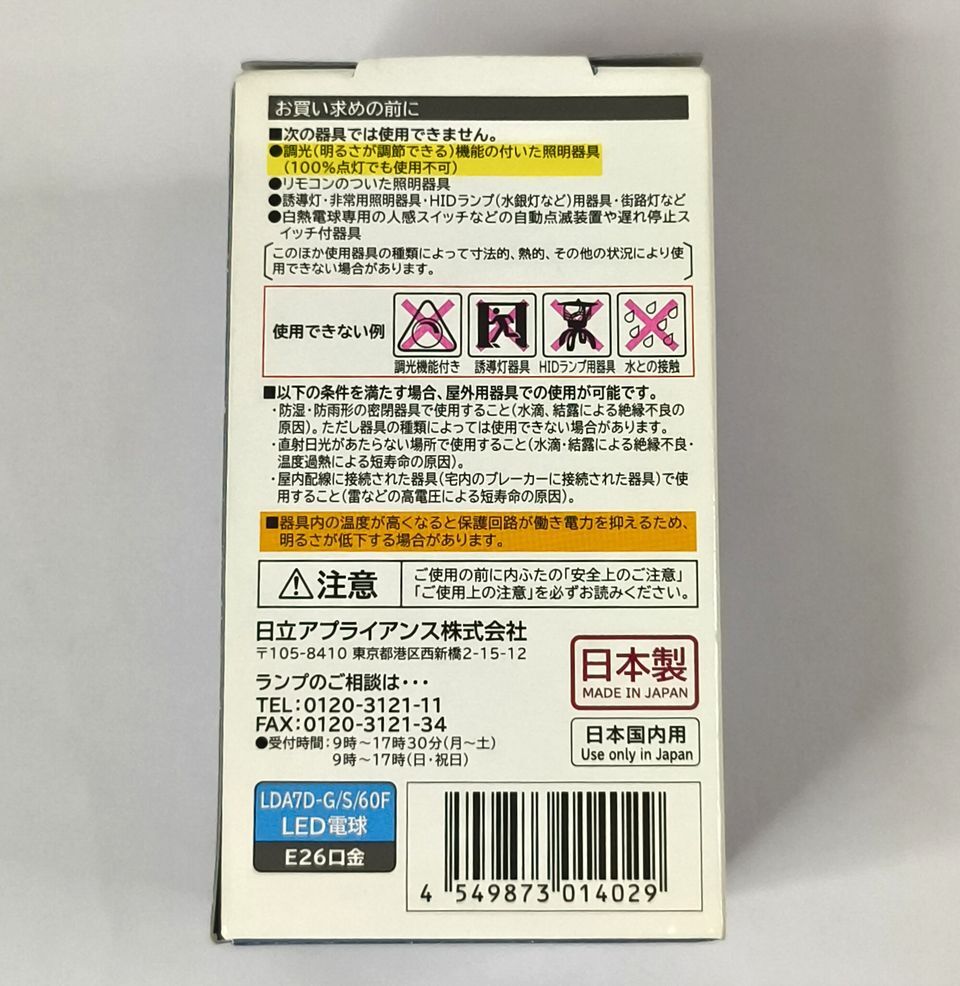 お買い求めの前に
■次の器具では使用できません。
●調光(明るさが調節できる)機能の付いた照明器具
(100%点灯でも使用不可)
●リモコンのついた照明器具
●誘導灯・非常用照明器具・HIDランプ(水銀灯など)用器具・街路灯など
●白熱電球専用の人感スイッチなどの自動点滅装置や遅れ停止ス
イッチ付器具
このほか使用器具の種類によって寸法的、熱的、その他の状況により使
用できない場合があります。
使用できない例
調光機能付き 誘導灯器具 HIDランプ用器具 水との接触
■以下の条件を満たす場合、屋外用器具での使用が可能です。
・防湿・防雨形の密閉器具で使用すること(水滴、結露による絶縁不良の
原因)。ただし器具の種類によっては使用できない場合があります。
・直射日光があたらない場所で使用すること(水滴・結露による絶縁不良・
温度過熱による短寿命の原因)。
・屋内配線に接続された器具(宅内のブレーカーに接続された器具)で使
用すること(雷などの高電圧による短寿命の原因)。
■器具内の温度が高くなると保護回路が働き電力を抑えるため、
明るさが低下する場合があります。
注意
ご使用の前に内ふたの「安全上のご注意」
「ご使用上の注意」を必ずお読みください。
日立アプライアンス株式会社
〒105-8410 東京都港区西新橋2-15-12
ランプのご相談は・・・
TEL:0120-3121-11
FAX:0120-3121-34
●受付時間:9時~17時30分(月~土)
9時~17時(日・祝日)
日本製
MADE IN JAPAN
日本国内用
Use only in Japan
LDA7D-G/S/60F
LED電球
E26口金
4 549873 014029